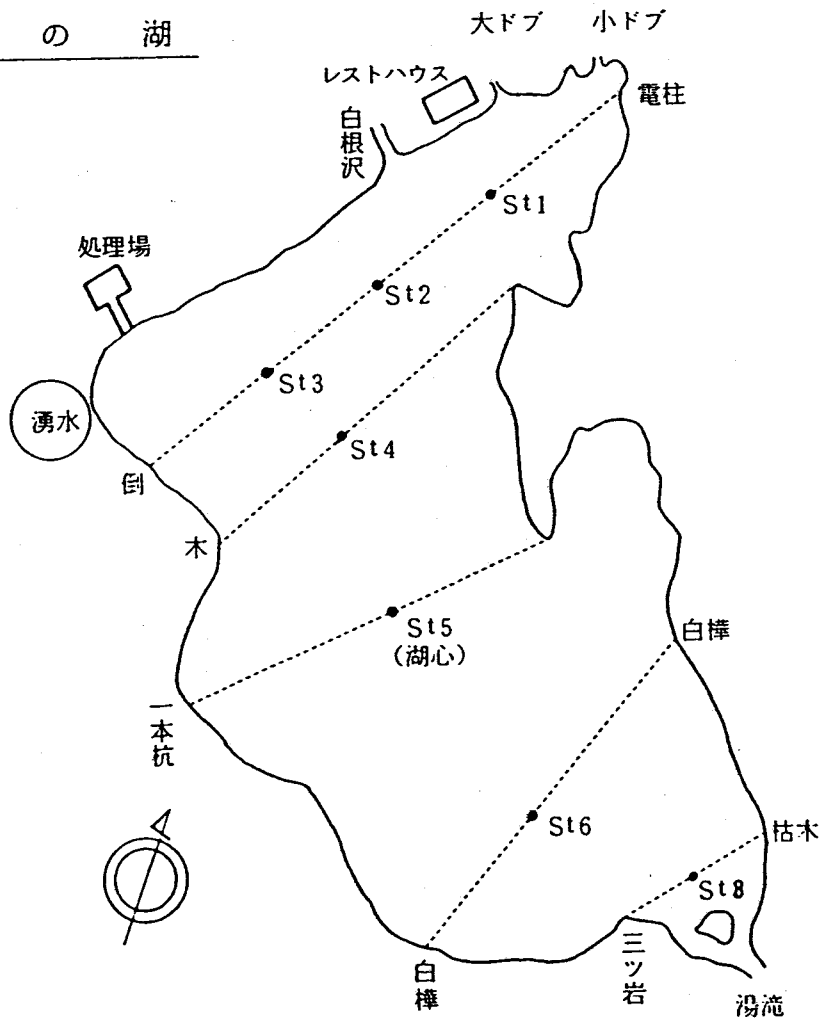 の 湖
大ドブ
小ドブ
レストハウス
電柱
白根沢
St1
処理場
St2
St3
湧水
St4
倒
木
St5
(湖心)
白樺
一本杭
St6
枯木
St8
白樺
三ツ岩
湯滝